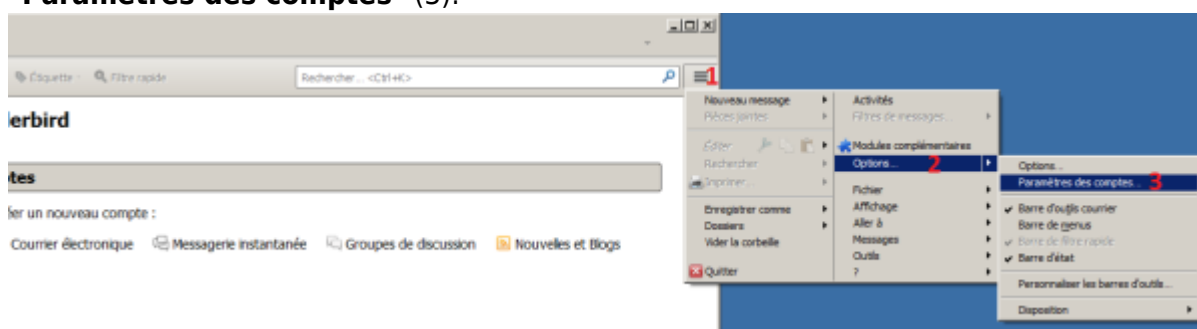 "Paramètres des comptes" (3).
Étiquette Filtre rapide Rechercher... <Ctrl+K> 1
erbird
tes
er un nouveau compte :
Courrier électronique Messagerie instantanée Groupes de discussion Nouvelles et Blogs
Nouveau message
Pièces jointes
Éditer
Rechercher
Imprimer...
Enregistrer comme
Dossiers
Vider la corbeille
Quitter
Activités
Filtres de messages...
Modules complémentaires
Options... 2
Fichier
Affichage
Aller à
Messages
Outils
?
Options...
Paramètres des comptes... 3
Barre d'outils courrier
Barre de menus
Barre de filtre rapide
Barre d'état
Personnaliser les barres d'outils...
Disposition